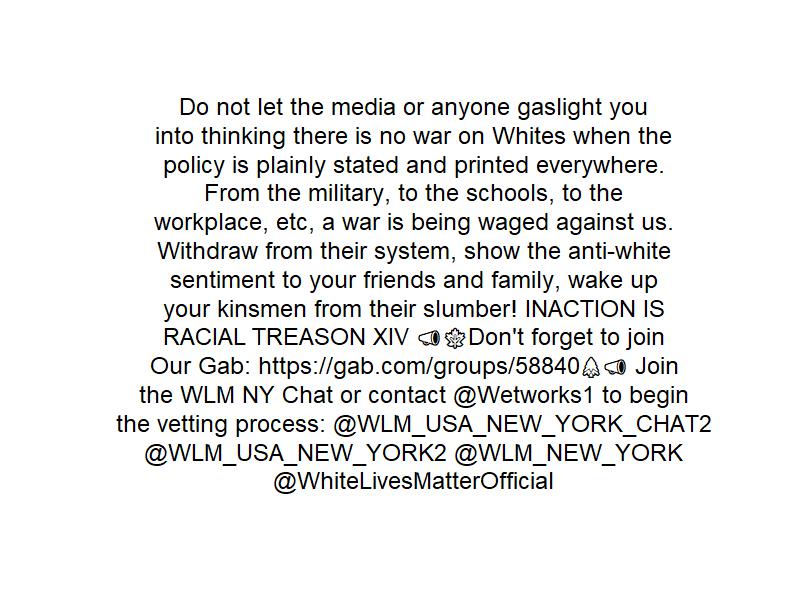 Do not let the media or anyone gaslight you
into thinking there is no war on Whites when the
policy is plainly stated and printed everywhere.
From the military, to the schools, to the
workplace, etc, a war is being waged against us.
Withdraw from their system, show the anti-white
sentiment to your friends and family, wake up
your kinsmen from their slumber! INACTION IS
RACIAL TREASON XIV 📣🍁Don't forget to join
Our Gab: https://gab.com/groups/58840🌲📣 Join
the WLM NY Chat or contact @Wetworks1 to begin
the vetting process: @WLM_USA_NEW_YORK_CHAT2
@WLM_USA_NEW_YORK2 @WLM_NEW_YORK
@WhiteLivesMatterOfficial